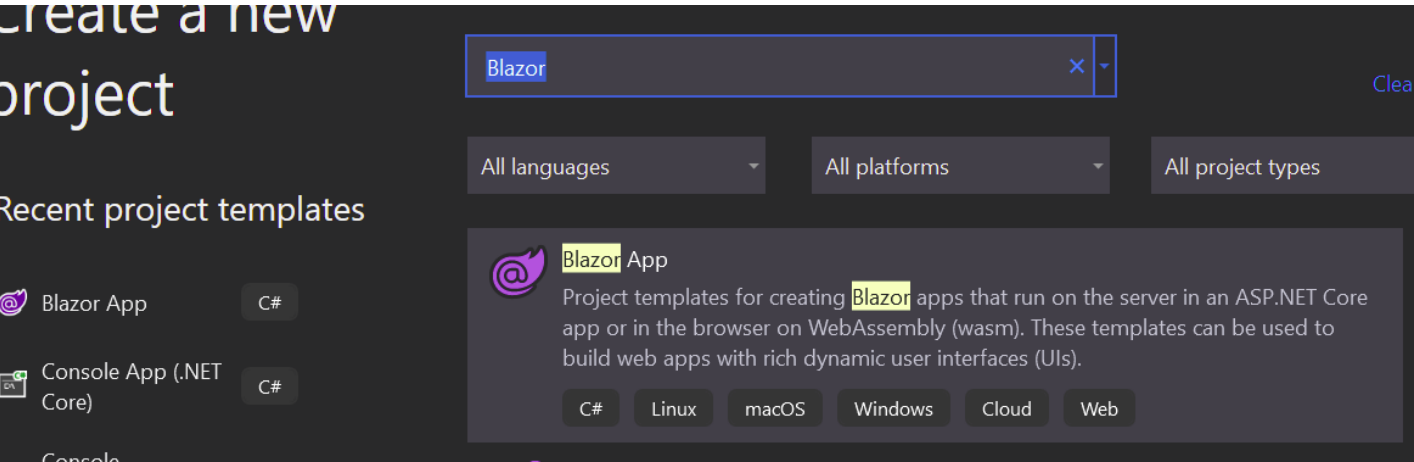 Create a new
project
Recent project templates
Blazor App
C#
Console App (.NET
Core)
C#
Console
Blazor
Clea
All languages
All platforms
All project types
Blazor App
Project templates for creating Blazor apps that run on the server in an ASP.NET Core
app or in the browser on WebAssembly (wasm). These templates can be used to
build web apps with rich dynamic user interfaces (UIs).
C#
Linux
macOS
Windows
Cloud
Web